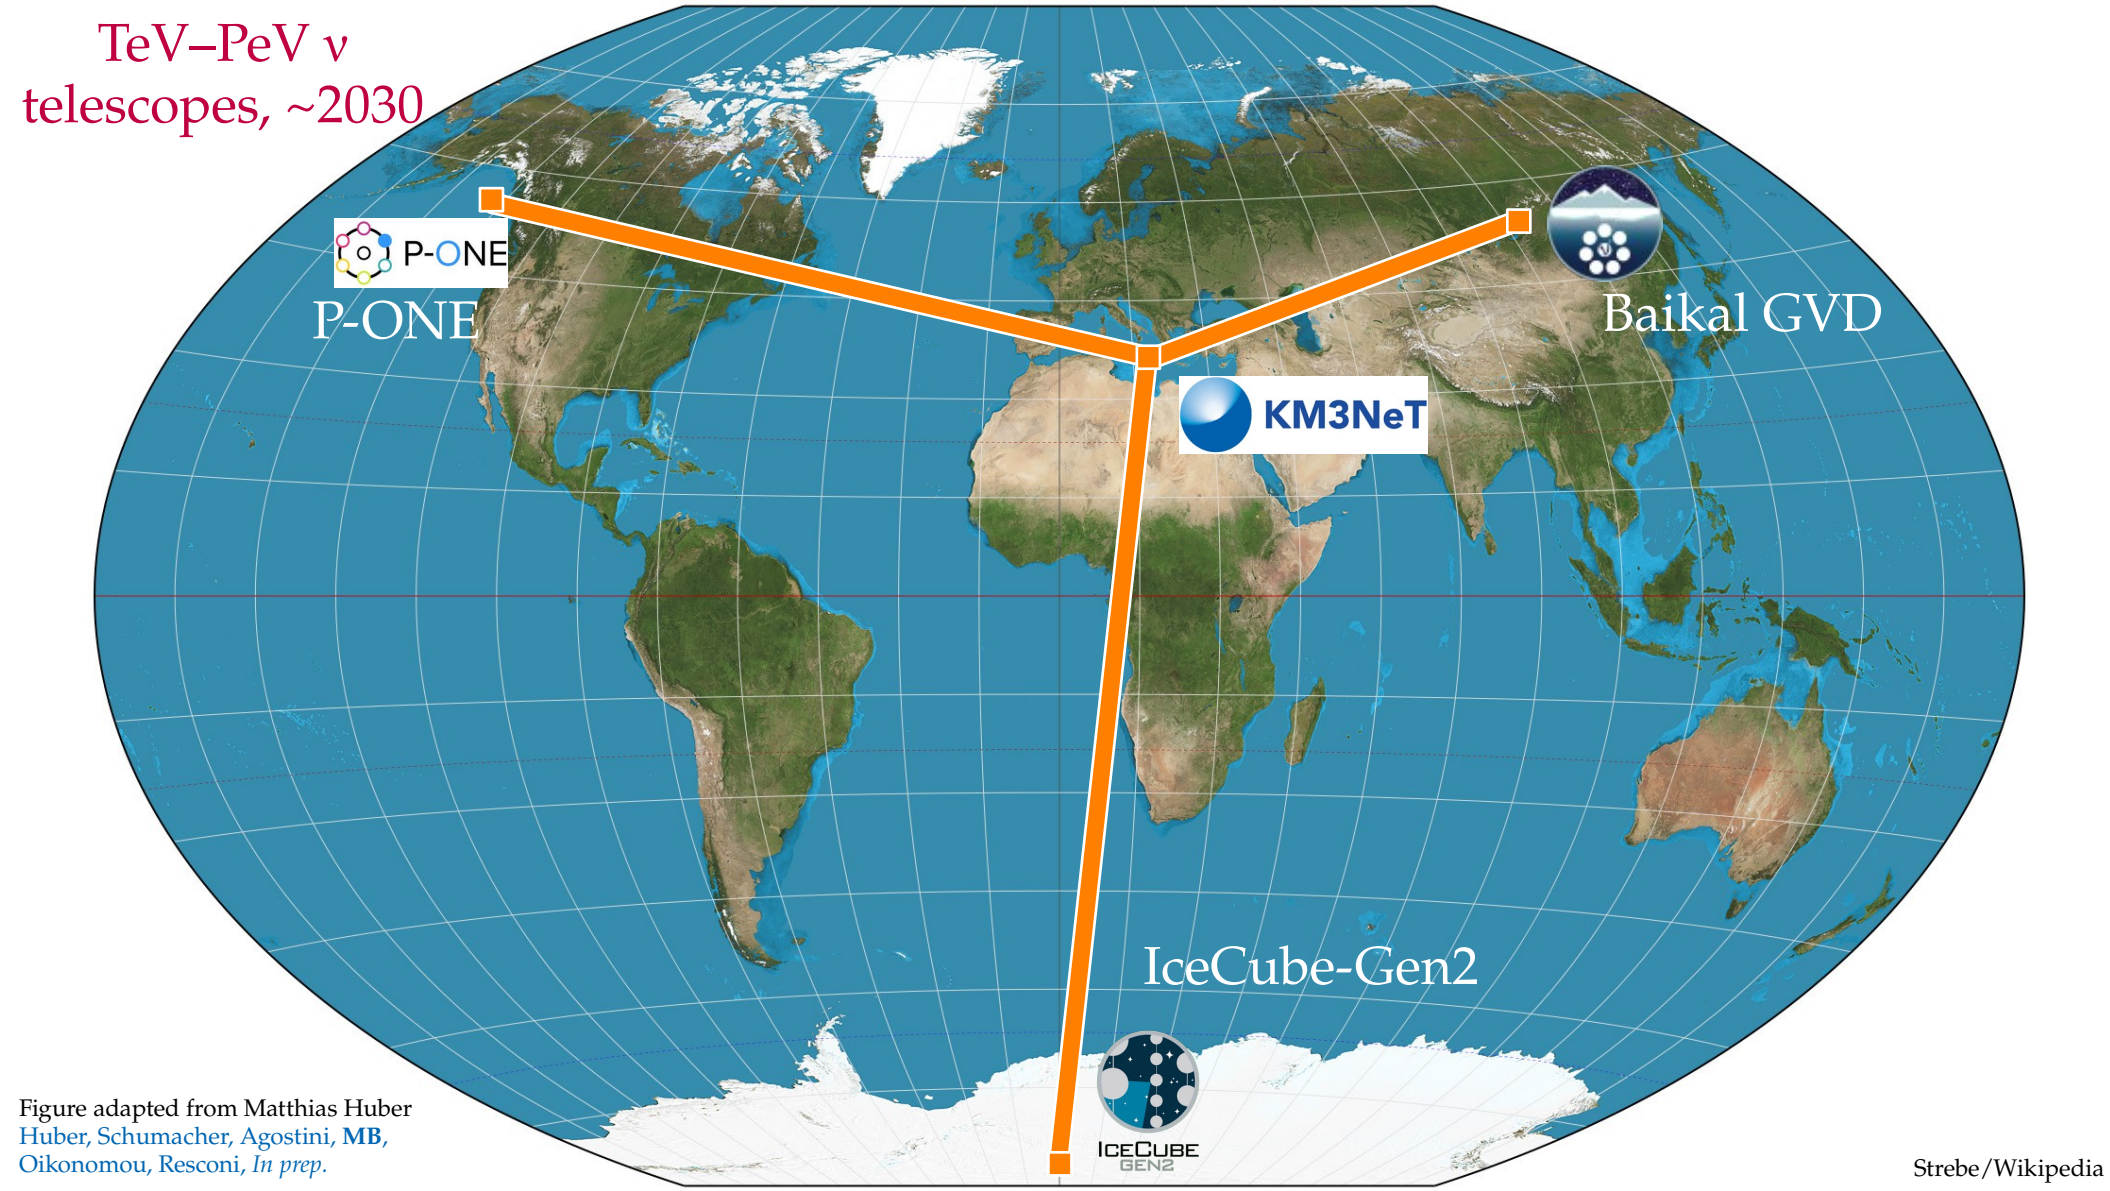 TeV–PeV ν
telescopes, ~2030
P-ONE
P-ONE
Baikal GVD
KM3NeT
IceCube-Gen2
ICECUBE
GEN2
Figure adapted from Matthias Huber
Huber, Schumacher, Agostini, MB,
Oikonomou, Resconi, In prep.
Strebe/Wikipedia